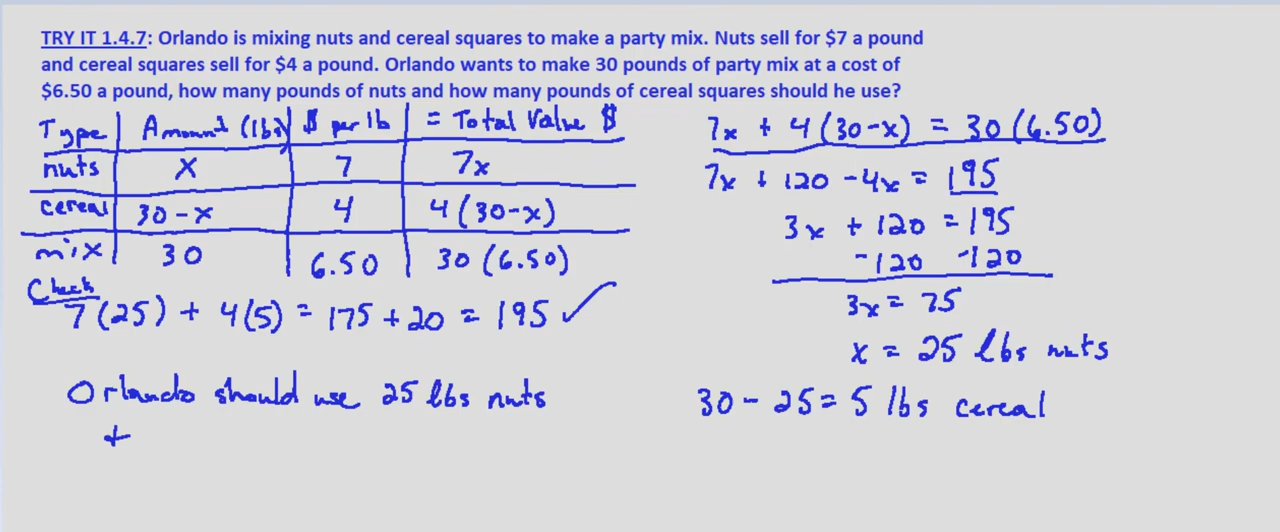 TRY IT 1.4.7: Orlando is mixing nuts and cereal squares to make a party mix. Nuts sell for $7 a pound
and cereal squares sell for $4 a pound. Orlando wants to make 30 pounds of party mix at a cost of
$6.50 a pound, how many pounds of nuts and how many pounds of cereal squares should he use?
Type | Amount (lbs) | $ per lb | = Total Value $
nuts | x | 7 | 7x
cereal | 30 - x | 4 | 4(30-x)
mix | 30 | 6.50 | 30(6.50)
Check
7(25) + 4(5) = 175 + 20 = 195 ✓
Orlando should use 25 lbs nuts
+
7x + 4(30-x) = 30(6.50)
7x + 120 - 4x = 195
3x + 120 = 195
-120 -120
3x = 75
x = 25 lbs nuts
30 - 25 = 5 lbs cereal